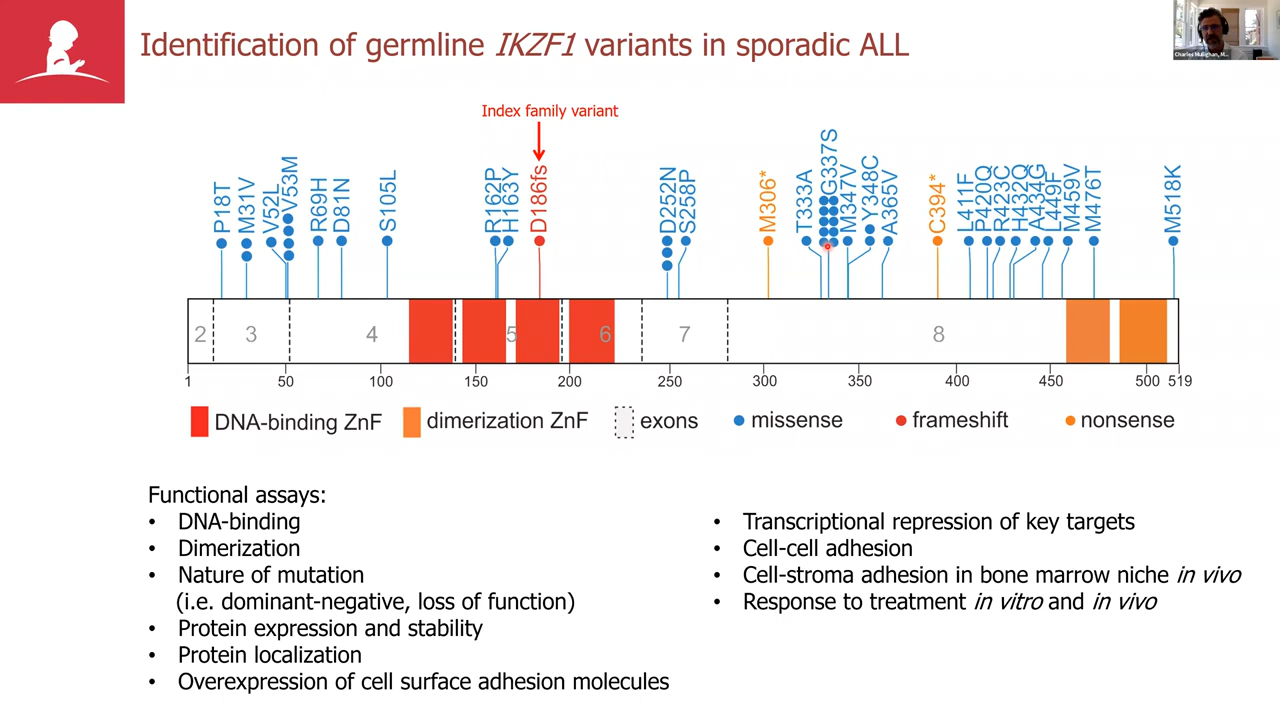 Identification of germline IKZF1 variants in sporadic ALL
Charles Mullighan, M...
Index family variant
P18T
M31V
V52L
V53M
R69H
D81N
S105L
R162P
H163Y
D186fs
D252N
S258P
M306*
T333A
G337S
M347V
Y348C
A365V
C394*
L411F
P420Q
R423C
H432Q
A434G
L449F
M459V
M476T
M518K
2 3 4 5 6 7 8
1 50 100 150 200 250 300 350 400 450 500 519
DNA-binding ZnF dimerization ZnF exons missense frameshift nonsense
Functional assays:
• DNA-binding
• Dimerization
• Nature of mutation
(i.e. dominant-negative, loss of function)
• Protein expression and stability
• Protein localization
• Overexpression of cell surface adhesion molecules
• Transcriptional repression of key targets
• Cell-cell adhesion
• Cell-stroma adhesion in bone marrow niche in vivo
• Response to treatment in vitro and in vivo